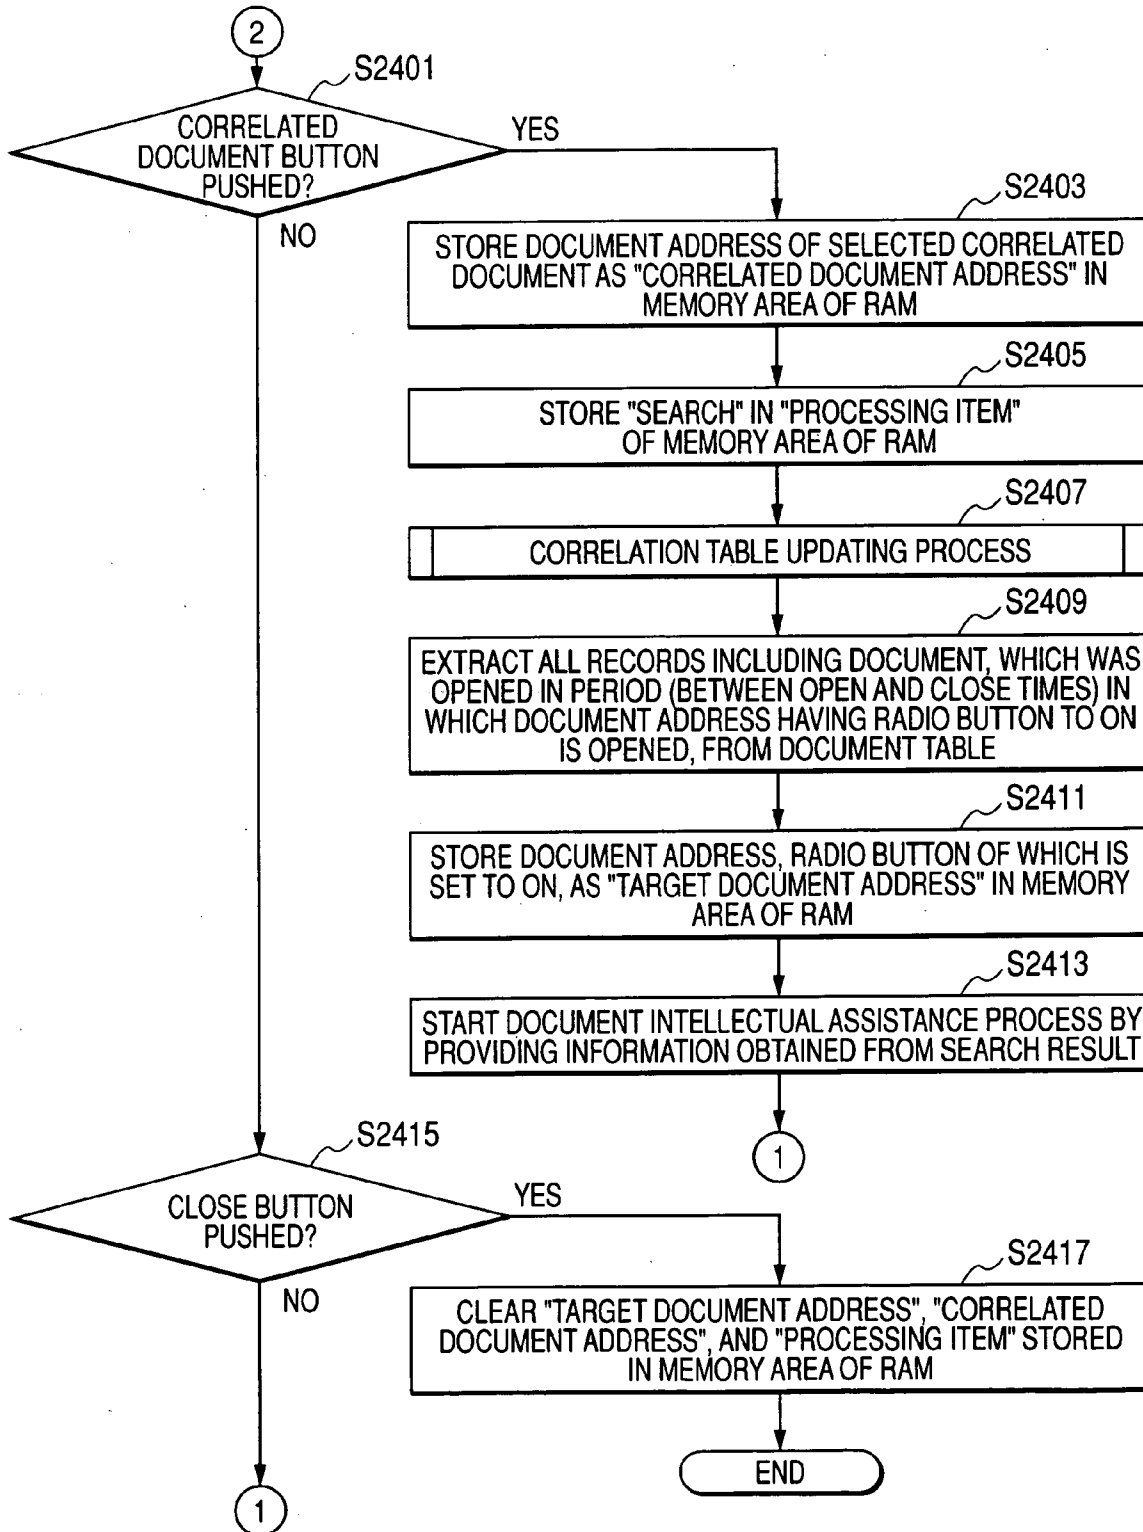 2
S2401
CORRELATED
DOCUMENT BUTTON
PUSHED?
YES
NO
S2403
STORE DOCUMENT ADDRESS OF SELECTED CORRELATED
DOCUMENT AS "CORRELATED DOCUMENT ADDRESS" IN
MEMORY AREA OF RAM
S2405
STORE "SEARCH" IN "PROCESSING ITEM"
OF MEMORY AREA OF RAM
S2407
CORRELATION TABLE UPDATING PROCESS
S2409
EXTRACT ALL RECORDS INCLUDING DOCUMENT, WHICH WAS
OPENED IN PERIOD (BETWEEN OPEN AND CLOSE TIMES) IN
WHICH DOCUMENT ADDRESS HAVING RADIO BUTTON TO ON
IS OPENED, FROM DOCUMENT TABLE
S2411
STORE DOCUMENT ADDRESS, RADIO BUTTON OF WHICH IS
SET TO ON, AS "TARGET DOCUMENT ADDRESS" IN MEMORY
AREA OF RAM
S2413
START DOCUMENT INTELLECTUAL ASSISTANCE PROCESS BY
PROVIDING INFORMATION OBTAINED FROM SEARCH RESULT
1
S2415
CLOSE BUTTON
PUSHED?
YES
NO
S2417
CLEAR "TARGET DOCUMENT ADDRESS", "CORRELATED
DOCUMENT ADDRESS", AND "PROCESSING ITEM" STORED
IN MEMORY AREA OF RAM
END
1